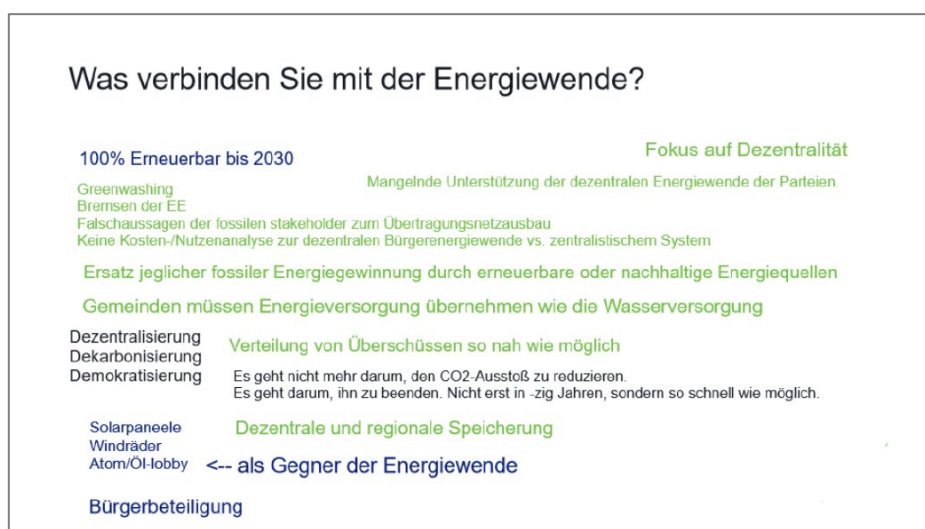 Was verbinden Sie mit der Energiewende?
Fokus auf Dezentralität
100% Erneuerbar bis 2030
Mangelnde Unterstützung der dezentralen Energiewende der Parteien
Greenwashing
Bremsen der EE
Falschaussagen der fossilen stakeholder zum Übertragungsnetzausbau
Keine Kosten-/Nutzenanalyse zur dezentralen Bürgerenergiewende vs. zentralistischem System
Ersatz jeglicher fossiler Energiegewinnung durch erneuerbare oder nachhaltige Energiequellen
Gemeinden müssen Energieversorgung übernehmen wie die Wasserversorgung
Dezentralisierung
Dekarbonisierung
Demokratisierung
Verteilung von Überschüssen so nah wie möglich
Es geht nicht mehr darum, den CO2-Ausstoß zu reduzieren.
Es geht darum, ihn zu beenden. Nicht erst in -zig Jahren, sondern so schnell wie möglich.
Solarpaneele
Windräder
Atom/Öl-lobby
Dezentrale und regionale Speicherung
<-- als Gegner der Energiewende
Bürgerbeteiligung